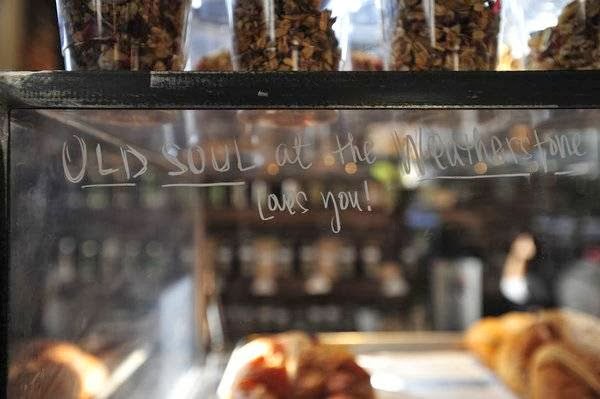 OLD SOUL at the Weatherstone
Loves you!